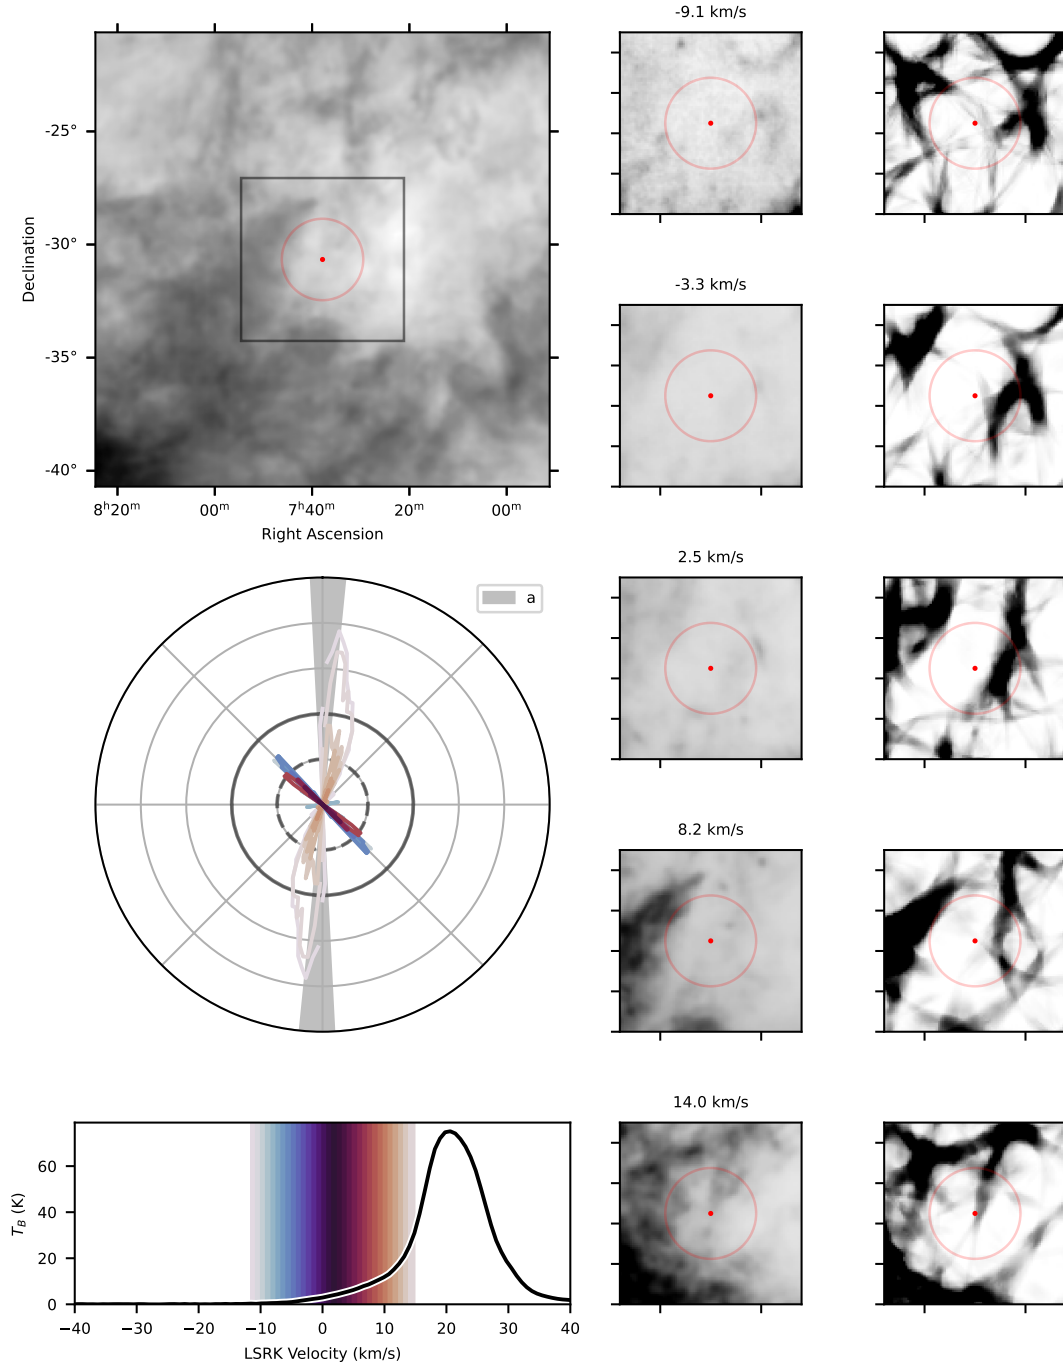 -9.1 km/s
-25°
-30°
-35°
-40°
Declination
8ʰ20ᵐ 00ᵐ 7ʰ40ᵐ 20ᵐ 00ᵐ
Right Ascension
-3.3 km/s
2.5 km/s
a
8.2 km/s
14.0 km/s
60
40
20
0
T_B (K)
−40 −30 −20 −10 0 10 20 30 40
LSRK Velocity (km/s)